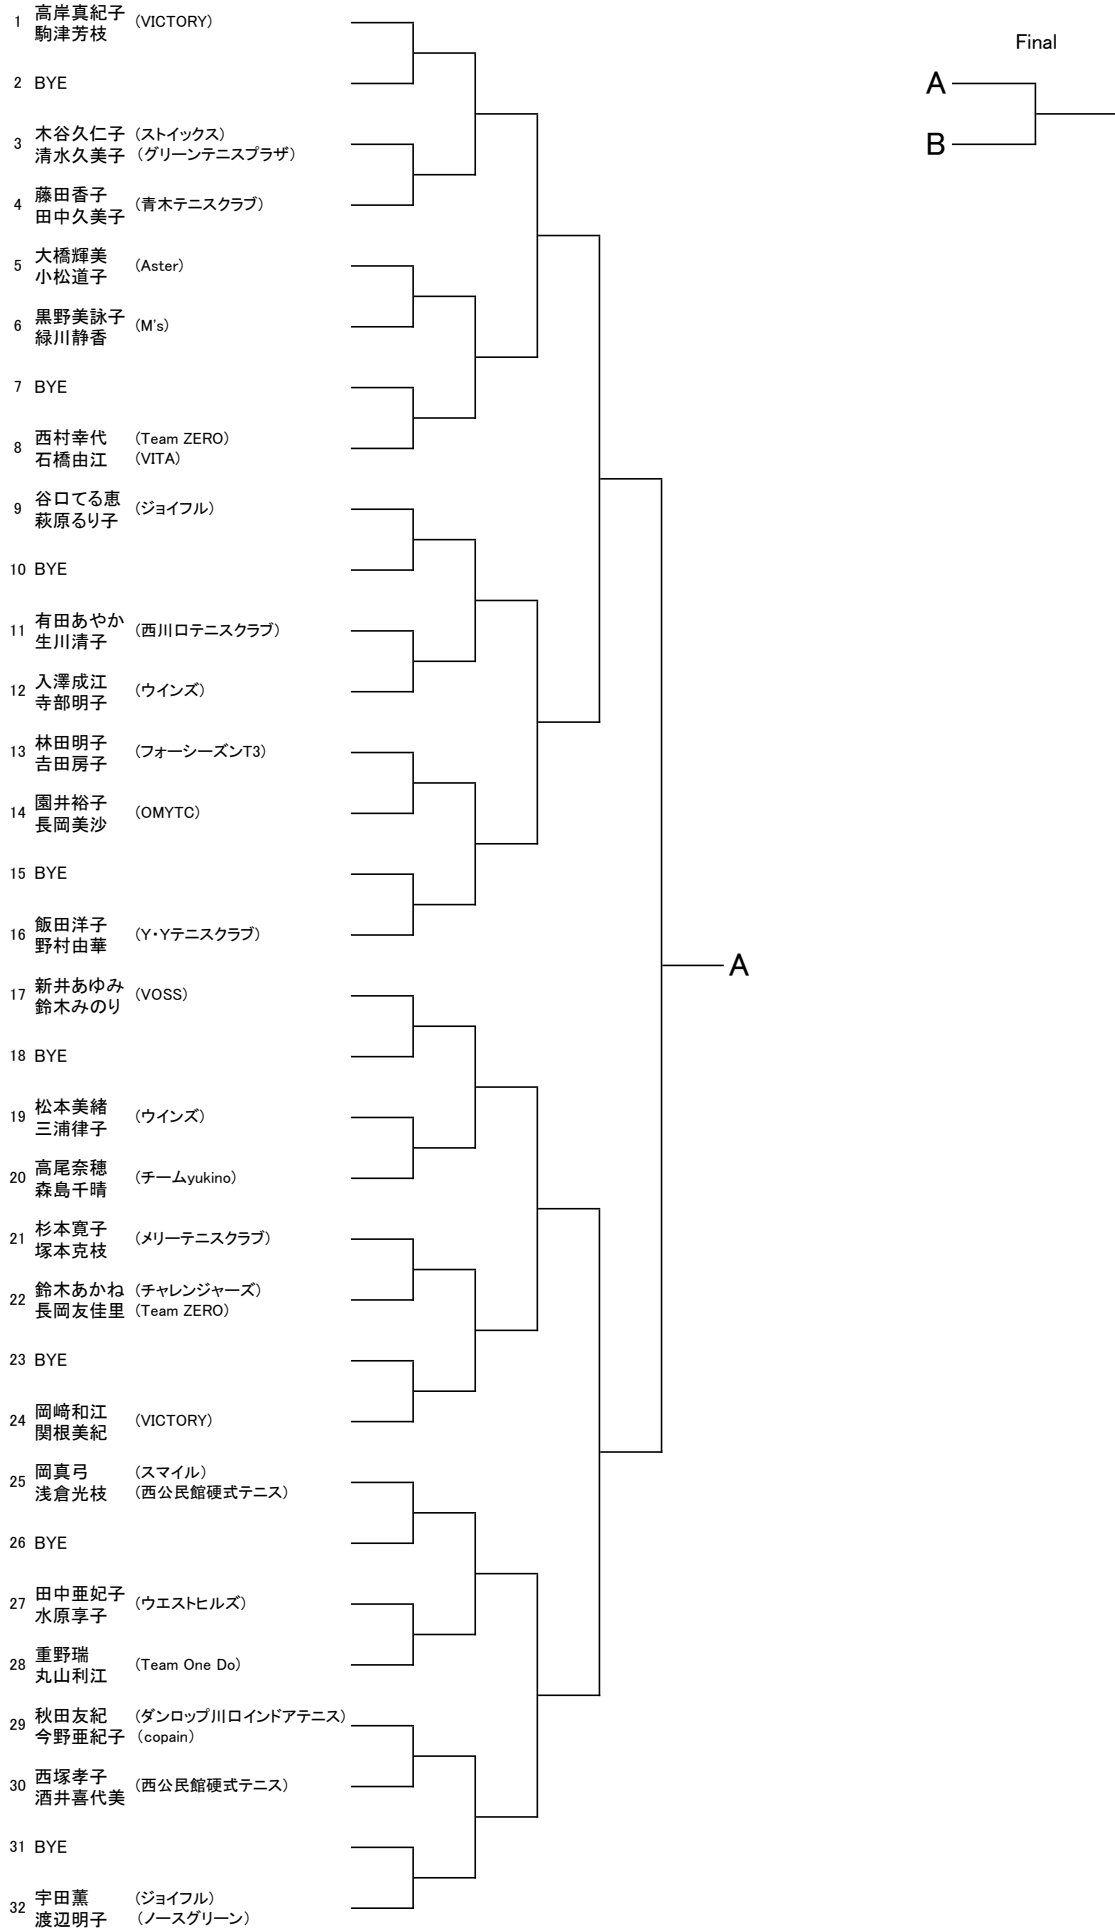 1 高岸真紀子 (VICTORY)
駒津芳枝
Final
2 BYE
A
3 木谷久仁子 (ストイックス)
清水久美子 (グリーンテニスプラザ)
B
4 藤田香子 (青木テニスクラブ)
田中久美子
5 大橋輝美 (Aster)
小松道子
6 黒野美詠子 (M's)
緑川静香
7 BYE
8 西村幸代 (Team ZERO)
石橋由江 (VITA)
9 谷口てる恵 (ジョイフル)
萩原るり子
10 BYE
11 有田あやか (西川口テニスクラブ)
生川清子
12 入澤成江 (ウインズ)
寺部明子
13 林田明子 (フォーシーズンT3)
𠮷田房子
14 園井裕子 (OMYTC)
長岡美沙
15 BYE
16 飯田洋子 (Y・Yテニスクラブ)
野村由華
A
17 新井あゆみ (VOSS)
鈴木みのり
18 BYE
19 松本美緒 (ウインズ)
三浦律子
20 高尾奈穂 (チームyukino)
森島千晴
21 杉本寛子 (メリーテニスクラブ)
塚本克枝
22 鈴木あかね (チャレンジャーズ)
長岡友佳里 (Team ZERO)
23 BYE
24 岡﨑和江 (VICTORY)
関根美紀
25 岡真弓 (スマイル)
浅倉光枝 (西公民館硬式テニス)
26 BYE
27 田中亜妃子 (ウエストヒルズ)
水原享子
28 重野瑞 (Team One Do)
丸山利江
29 秋田友紀 (ダンロップ川口インドアテニス)
今野亜紀子 (copain)
30 西塚孝子 (西公民館硬式テニス)
酒井喜代美
31 BYE
32 宇田薫 (ジョイフル)
渡辺明子 (ノースグリーン)